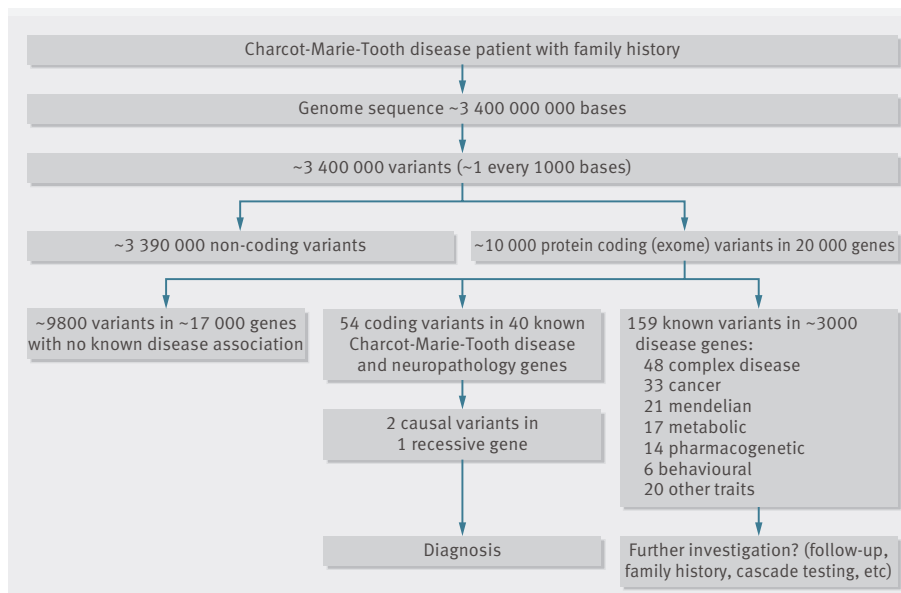 Charcot-Marie-Tooth disease patient with family history
Genome sequence ~3 400 000 000 bases
~3 400 000 variants (~1 every 1000 bases)
~3 390 000 non-coding variants
~10 000 protein coding (exome) variants in 20 000 genes
~9800 variants in ~17 000 genes
with no known disease association
54 coding variants in 40 known
Charcot-Marie-Tooth disease
and neuropathology genes
2 causal variants in
1 recessive gene
Diagnosis
159 known variants in ~3000
disease genes:
48 complex disease
33 cancer
21 mendelian
17 metabolic
14 pharmacogenetic
6 behavioural
20 other traits
Further investigation? (follow-up,
family history, cascade testing, etc)